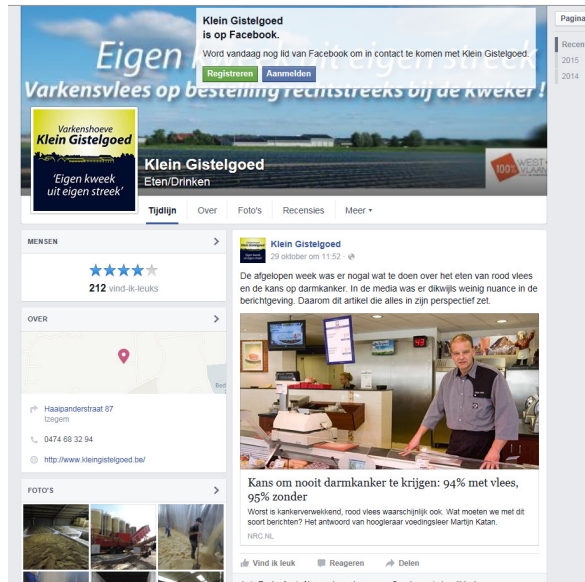 Klein Gistelgoed
is op Facebook.
Word vandaag nog lid van Facebook om in contact te komen met Klein Gistelgoed.
Registreren Aanmelden
Eigen streek
Varkensvlees op bestelling rechtstreeks bij de kweker!
Varkenshoeve
Klein Gistelgoed
'Eigen kweek
uit eigen streek'
Klein Gistelgoed
Eten/Drinken
100% WEST
VLAAM
Tijdlijn Over Foto's Recensies Meer
Pagina
Recen
2015
2014
MENSEN
212 vind-ik-leuks
OVER
Haaipanderstraat 87
Izegem
0474 68 32 94
http://www.kleingistelgoed.be/
FOTO'S
Klein Gistelgoed
29 oktober om 11:52
De afgelopen week was er nogal wat te doen over het eten van rood vlees
en de kans op darmkanker. In de media was er dikwijls weinig nuance in de
berichtgeving. Daarom dit artikel die alles in zijn perspectief zet.
43
Kans om nooit darmkanker te krijgen: 94% met vlees,
95% zonder
Worst is kankerverwekkend, rood vlees waarschijnlijk ook. Wat moeten we met dit
soort berichten? Het antwoord van hoogleraar voedingsleer Martijn Katan.
NRC.NL
Vind ik leuk Reageren Delen